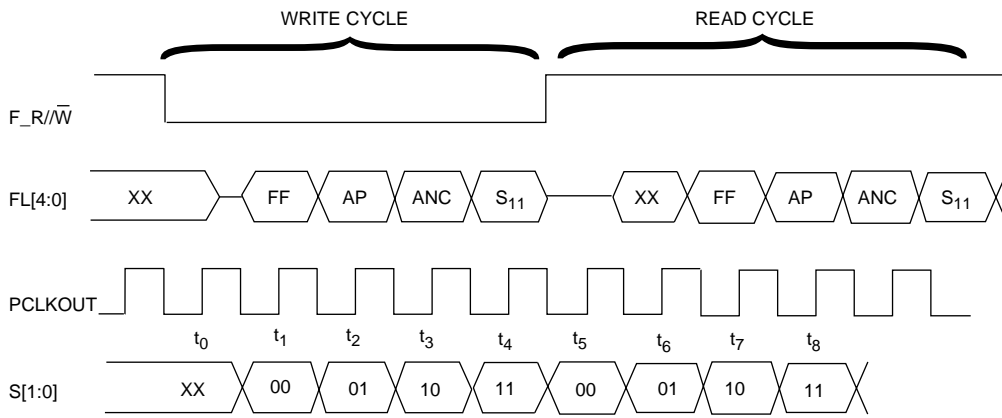 WRITE CYCLE READ CYCLE
F_R//W̅
FL[4:0] XX FF AP ANC S₁₁ XX FF AP ANC S₁₁
PCLKOUT
t₀ t₁ t₂ t₃ t₄ t₅ t₆ t₇ t₈
S[1:0] XX 00 01 10 11 00 01 10 11